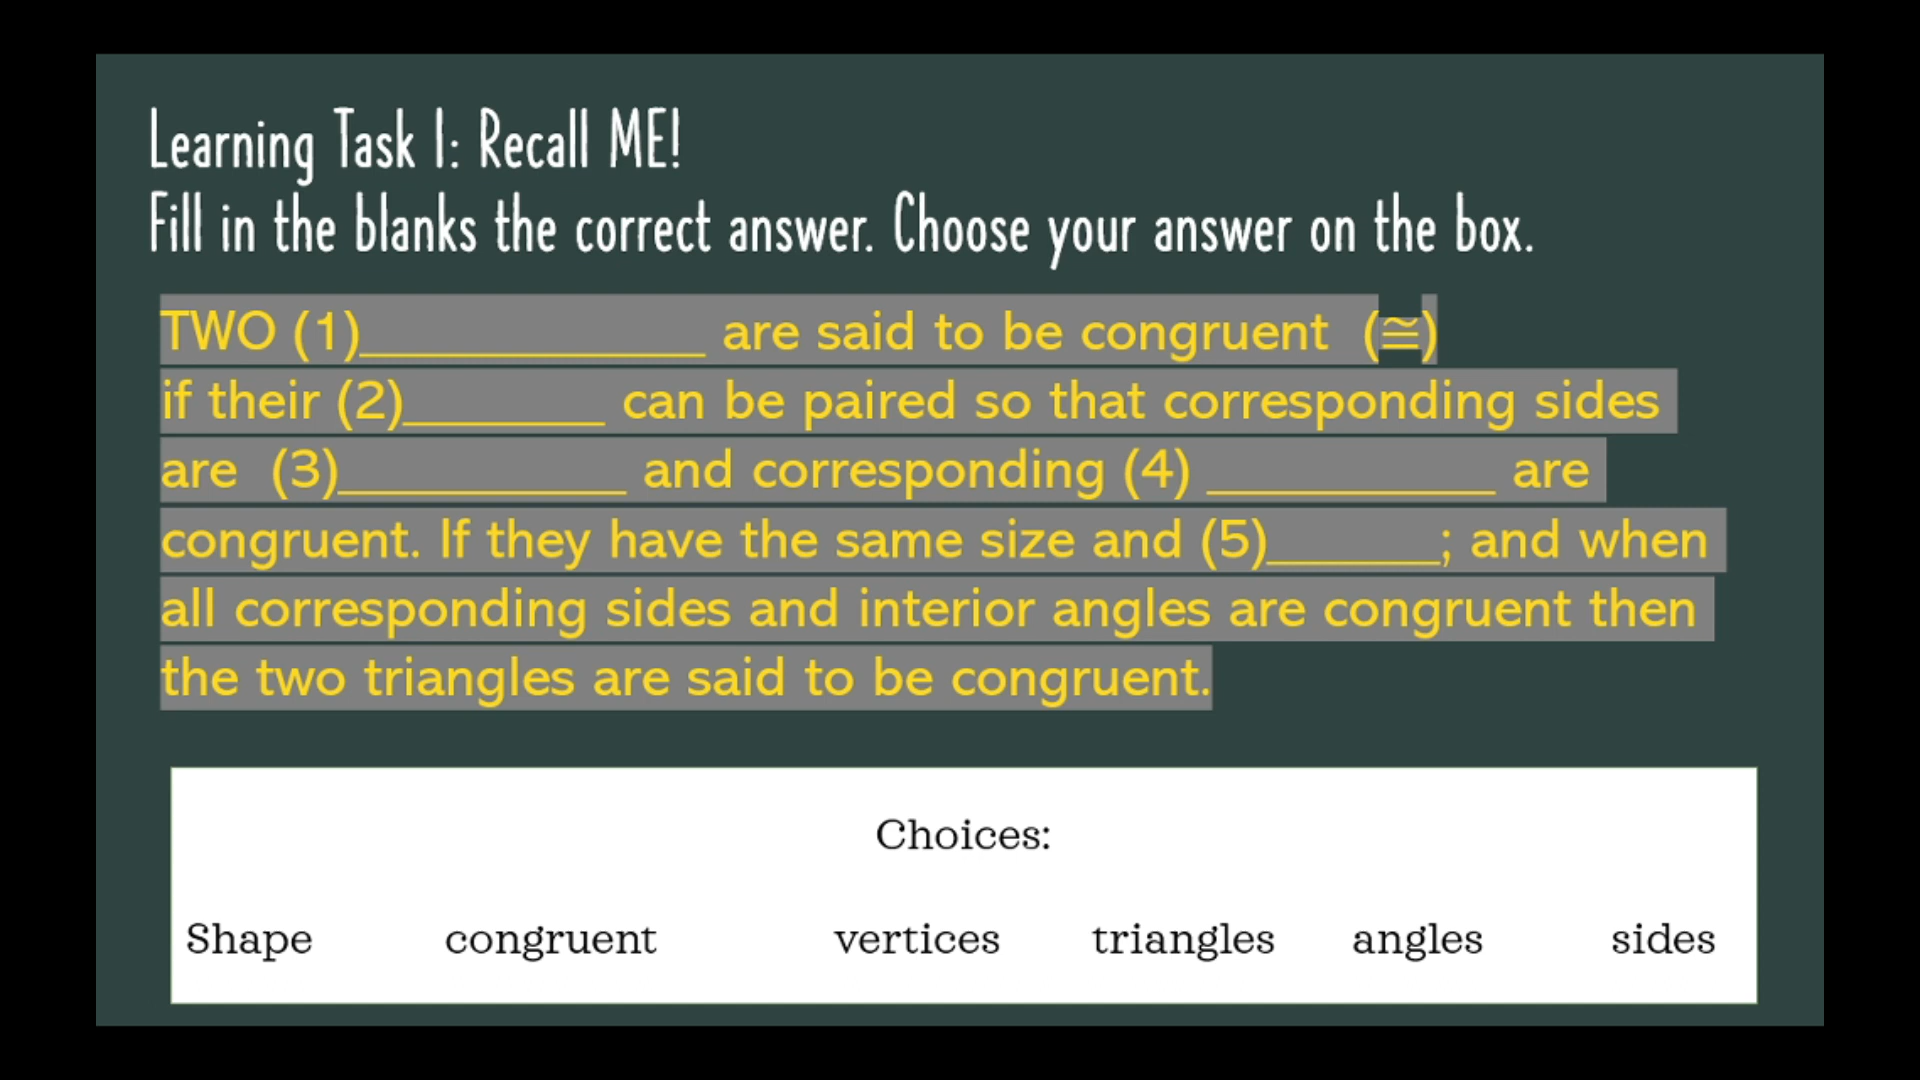 Learning Task 1: Recall ME!
Fill in the blanks the correct answer. Choose your answer on the box.
TWO (1)____________ are said to be congruent (≅)
if their (2)_______ can be paired so that corresponding sides
are (3)__________ and corresponding (4) __________ are
congruent. If they have the same size and (5)______; and when
all corresponding sides and interior angles are congruent then
the two triangles are said to be congruent.
Choices:
Shape congruent vertices triangles angles sides